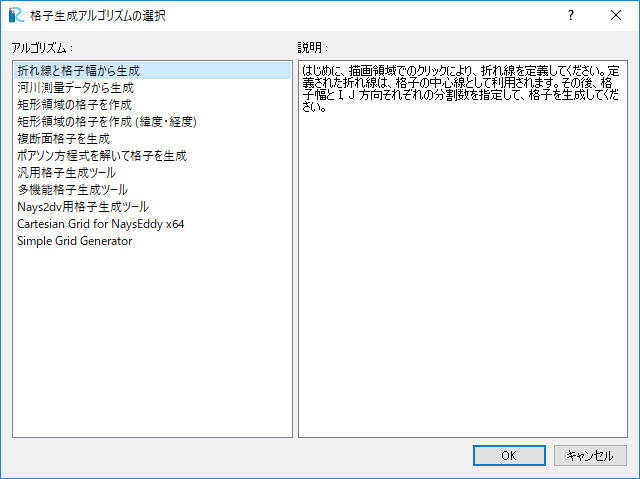 格子生成アルゴリズムの選択
アルゴリズム：
説明：
折れ線と格子幅から生成
河川測量データから生成
矩形領域の格子を作成
矩形領域の格子を作成 (緯度・経度)
複断面格子を生成
ポアソン方程式を解いて格子を生成
汎用格子生成ツール
多機能格子生成ツール
Nays2dv用格子生成ツール
Cartesian Grid for NaysEddy x64
Simple Grid Generator
はじめに、描画領域でのクリックにより、折れ線を定義してください。定
義された折れ線は、格子の中心線として利用されます。その後、格
子幅とＩＪ方向それぞれの分割数を指定して、格子を生成してくだ
さい。
OK
キャンセル